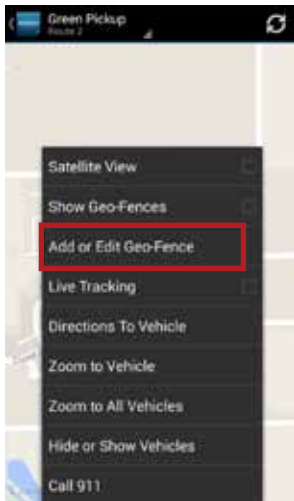 Green Pickup
Route 2
Satellite View
Show Geo-Fences
Add or Edit Geo-Fence
Live Tracking
Directions To Vehicle
Zoom to Vehicle
Zoom to All Vehicles
Hide or Show Vehicles
Call 911